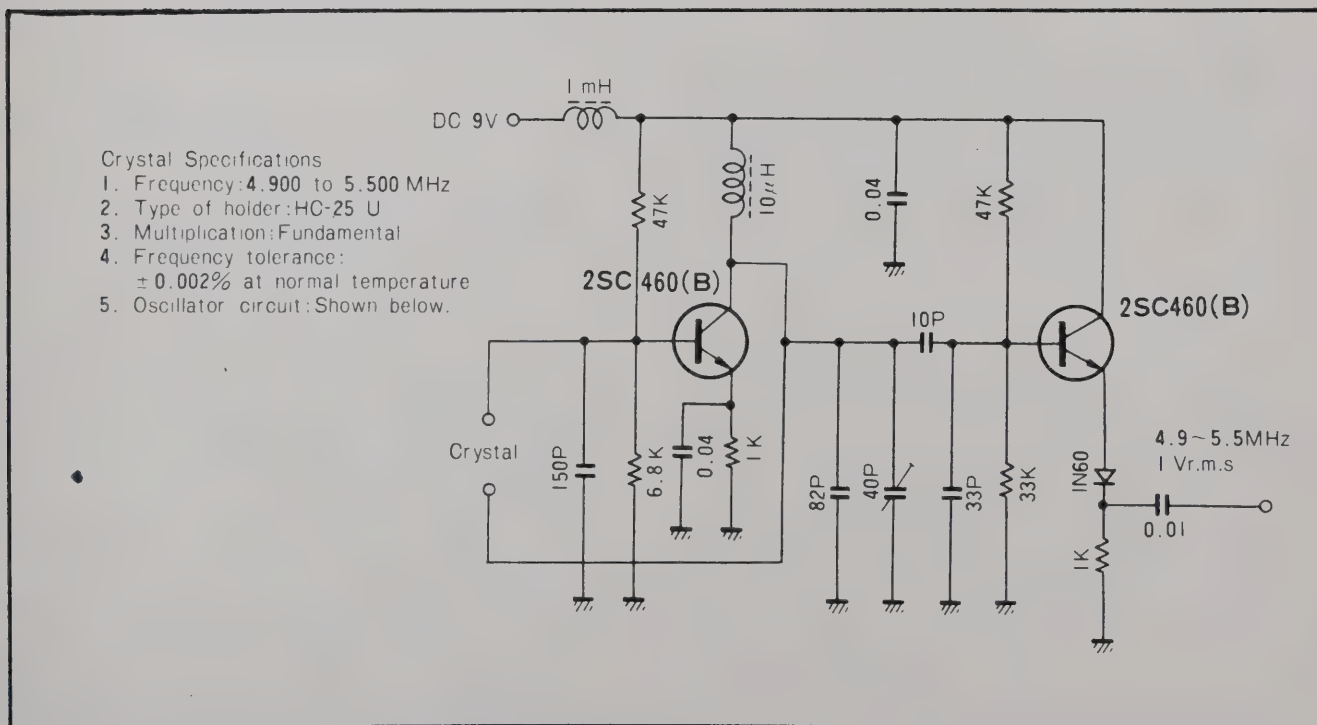 Crystal Specifications
1. Frequency: 4.900 to 5.500 MHz
2. Type of holder: HC-25 U
3. Multiplication: Fundamental
4. Frequency tolerance:
± 0.002% at normal temperature
5. Oscillator circuit: Shown below.
1 mH
DC 9V
47K
10μH
0.04
47K
2SC460(B)
2SC460(B)
10P
Crystal
150P
6.8K
0.04
1K
82P
40P
33P
33K
1N60
4.9~5.5MHz
1 Vr.m.s
0.01
1K